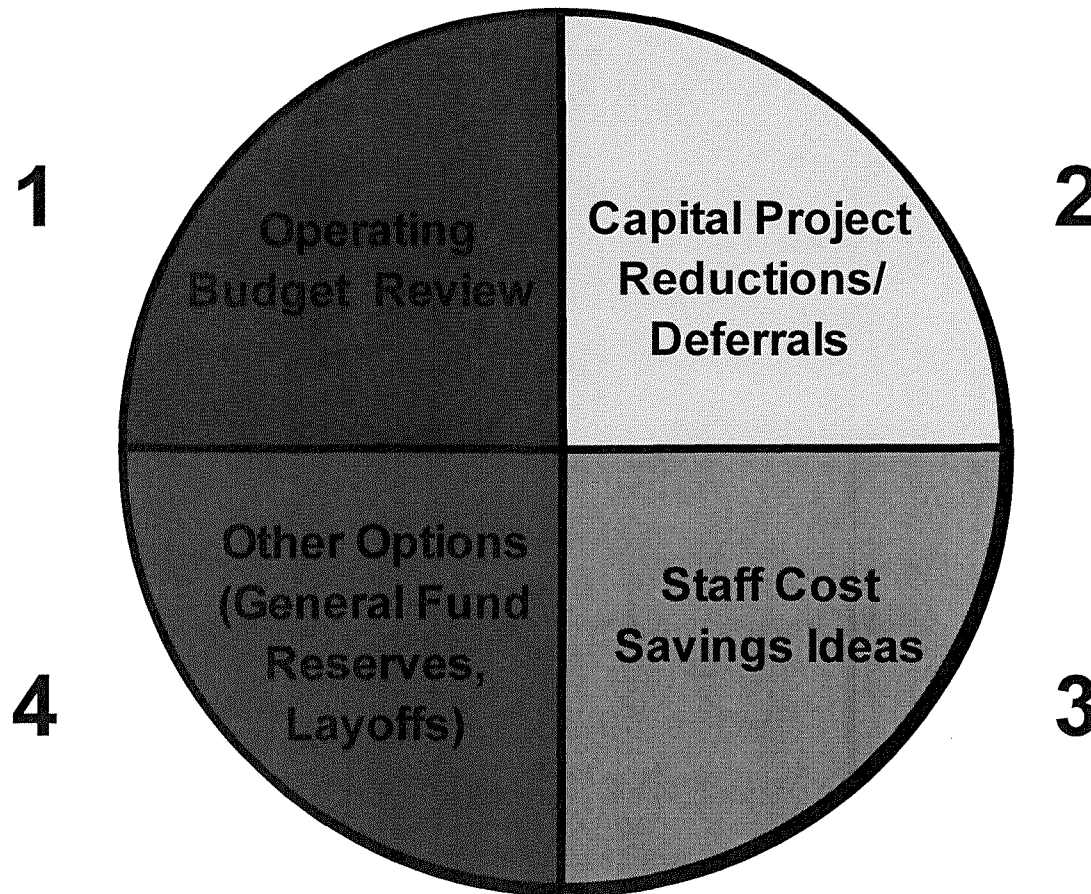 1
Operating
Budget Review
2
Capital Project
Reductions/
Deferrals
3
Staff Cost
Savings Ideas
4
Other Options
(General Fund
Reserves,
Layoffs)